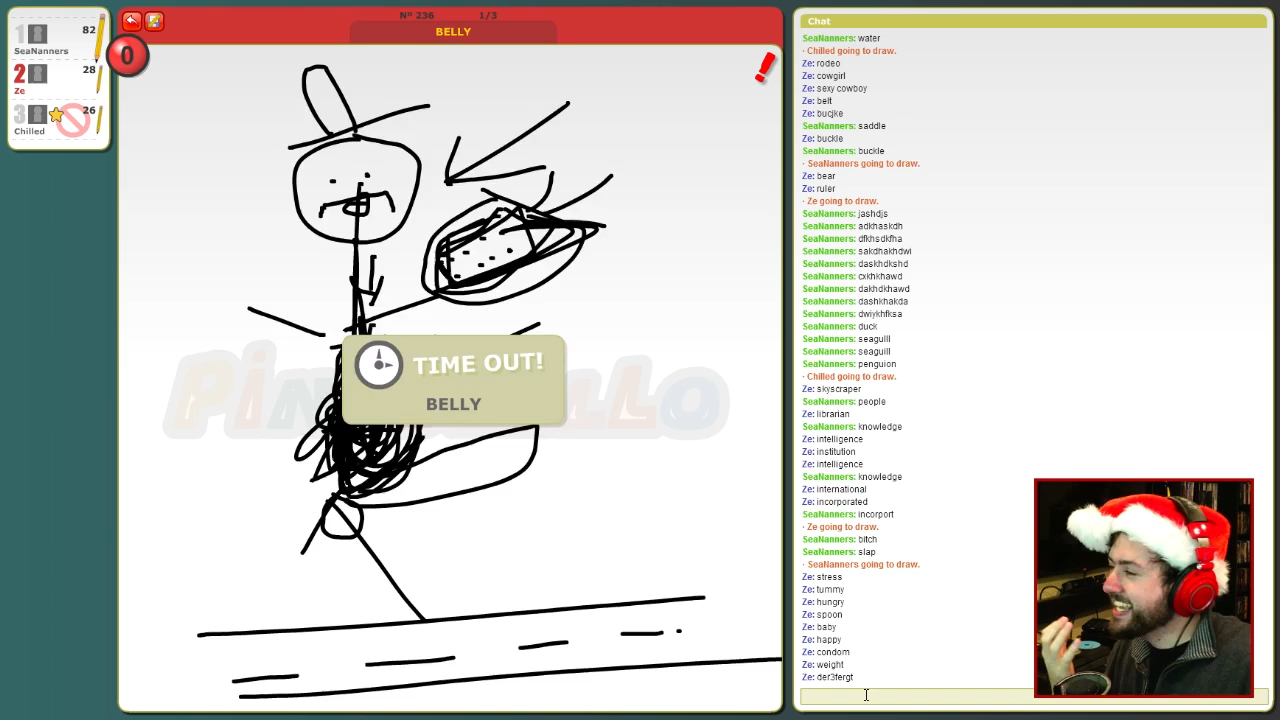 1
82
SeaNanners
2
28
Ze
3
26
Chilled
0
Nº 236 1/3
BELLY
!
TIME OUT!
BELLY
Chat
SeaNanners: water
· Chilled going to draw.
Ze: rodeo
Ze: cowgirl
Ze: sexy cowboy
Ze: belt
Ze: bucjke
SeaNanners: saddle
Ze: buckle
SeaNanners: buckle
· SeaNanners going to draw.
Ze: bear
Ze: ruler
· Ze going to draw.
SeaNanners: jashdjs
SeaNanners: adkhaskdh
SeaNanners: dfkhsdkfha
SeaNanners: sakdhakhdwi
SeaNanners: daskhdkshd
SeaNanners: cxkhkhawd
SeaNanners: dakhdkhawd
SeaNanners: dashkhakda
SeaNanners: dwiykhfksa
SeaNanners: duck
SeaNanners: seagulll
SeaNanners: seagulll
SeaNanners: penguion
· Chilled going to draw.
Ze: skyscraper
SeaNanners: people
Ze: librarian
SeaNanners: knowledge
Ze: intelligence
Ze: institution
Ze: intelligence
SeaNanners: knowledge
Ze: international
Ze: incorporated
SeaNanners: incorport
· Ze going to draw.
SeaNanners: bitch
SeaNanners: slap
· SeaNanners going to draw.
Ze: stress
Ze: tummy
Ze: hungry
Ze: spoon
Ze: baby
Ze: happy
Ze: condom
Ze: weight
Ze: der3fergt